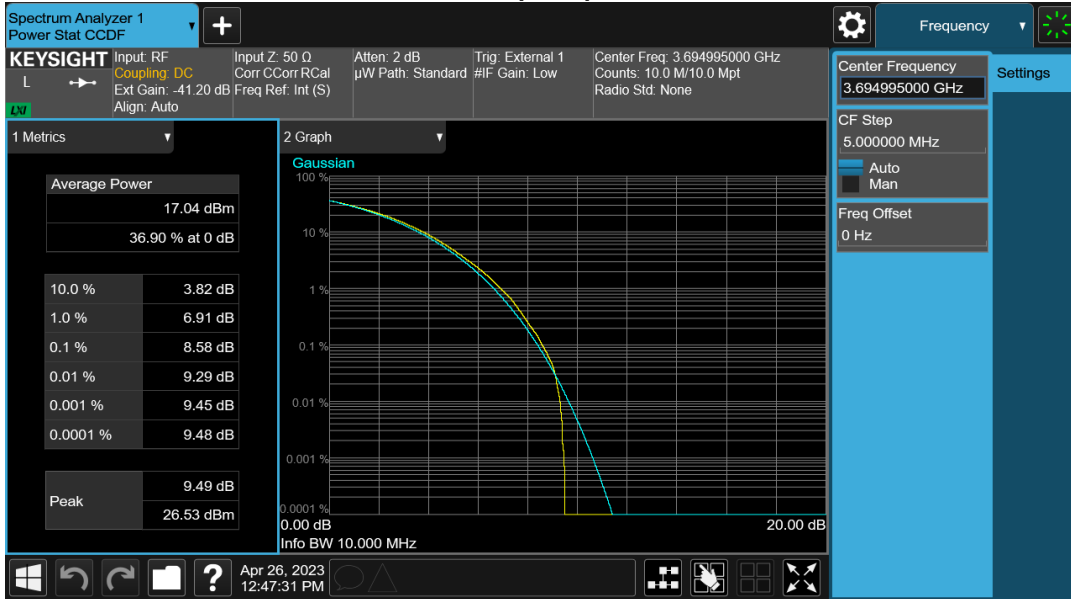 Spectrum Analyzer 1
Power Stat CCDF
Frequency
KEYSIGHT
L
LXI
Input: RF
Coupling: DC
Ext Gain: -41.20 dB
Align: Auto
Input Z: 50 Ω
Corr CCorr RCal
Freq Ref: Int (S)
Atten: 2 dB
µW Path: Standard
Trig: External 1
#IF Gain: Low
Center Freq: 3.694995000 GHz
Counts: 10.0 M/10.0 Mpt
Radio Std: None
Center Frequency
3.694995000 GHz
Settings
CF Step
5.000000 MHz
Auto
Man
Freq Offset
0 Hz
1 Metrics
Average Power
17.04 dBm
36.90 % at 0 dB
10.0 % 3.82 dB
1.0 % 6.91 dB
0.1 % 8.58 dB
0.01 % 9.29 dB
0.001 % 9.45 dB
0.0001 % 9.48 dB
Peak
9.49 dB
26.53 dBm
2 Graph
Gaussian
100 %
10 %
1 %
0.1 %
0.01 %
0.001 %
0.0001 %
0.00 dB 20.00 dB
Info BW 10.000 MHz
?
Apr 26, 2023
12:47:31 PM